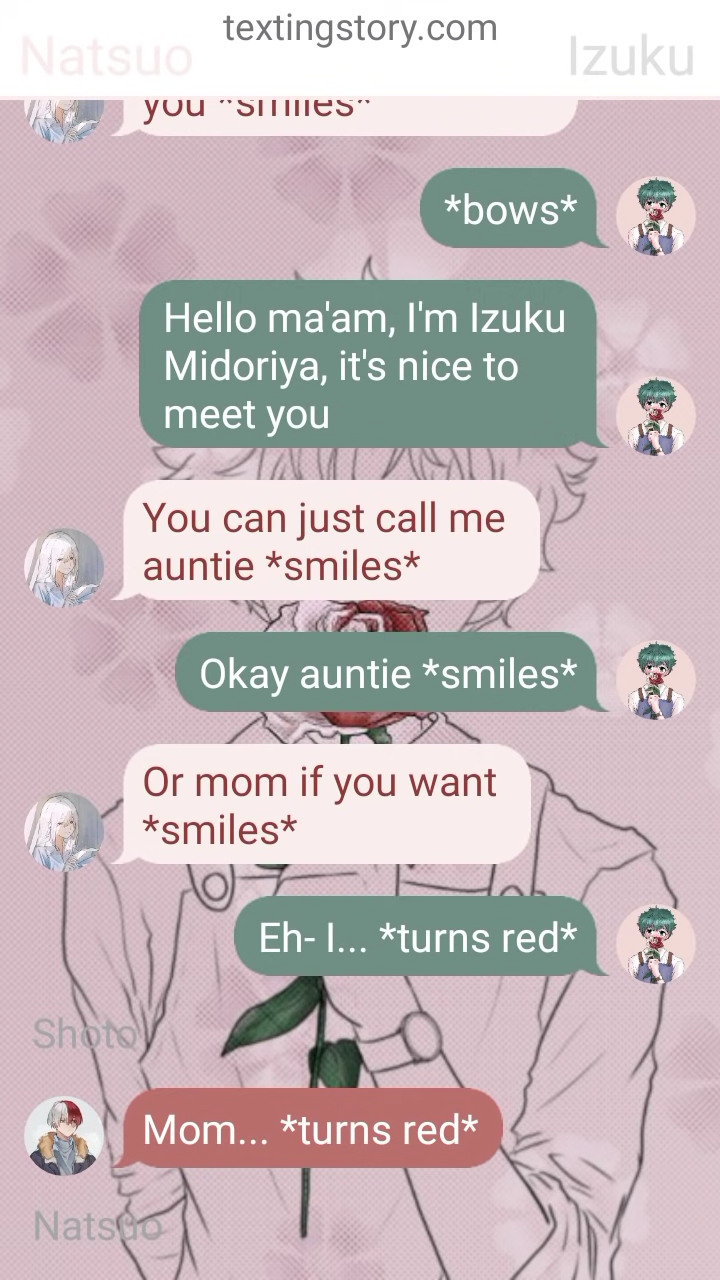 textingstory.com
Natsuo
Izuku
you *smiles*
*bows*
Hello ma'am, I'm Izuku
Midoriya, it's nice to
meet you
You can just call me
auntie *smiles*
Okay auntie *smiles*
Or mom if you want
*smiles*
Eh- I... *turns red*
Shoto
Mom... *turns red*
Natsuo